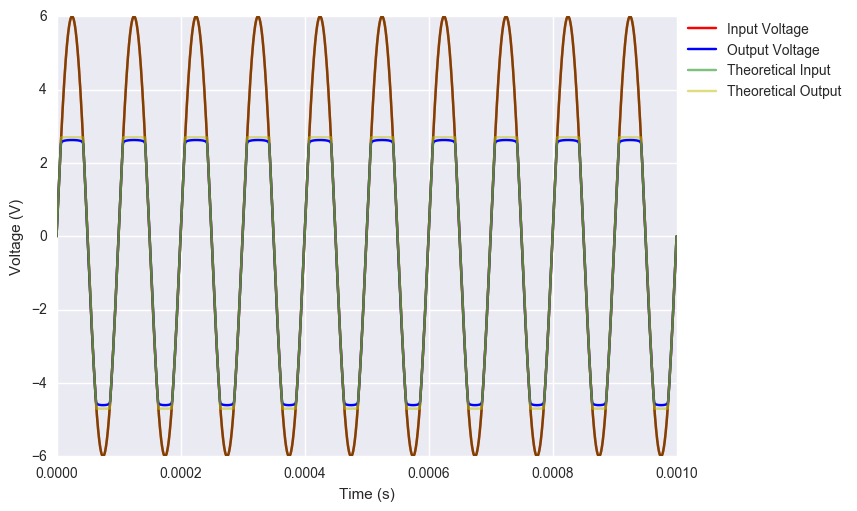 6
4
2
0
−2
−4
−6
Voltage (V)
0.0000
0.0002
0.0004
0.0006
0.0008
0.0010
Time (s)
Input Voltage
Output Voltage
Theoretical Input
Theoretical Output